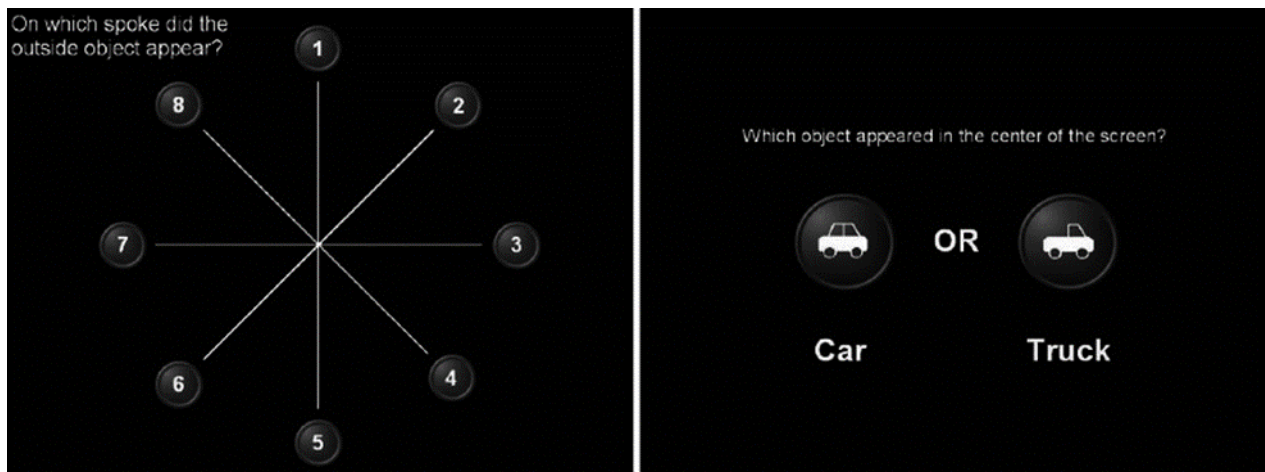 On which spoke did the
outside object appear?
1
8
2
7
3
6
4
5
Which object appeared in the center of the screen?
OR
Car Truck